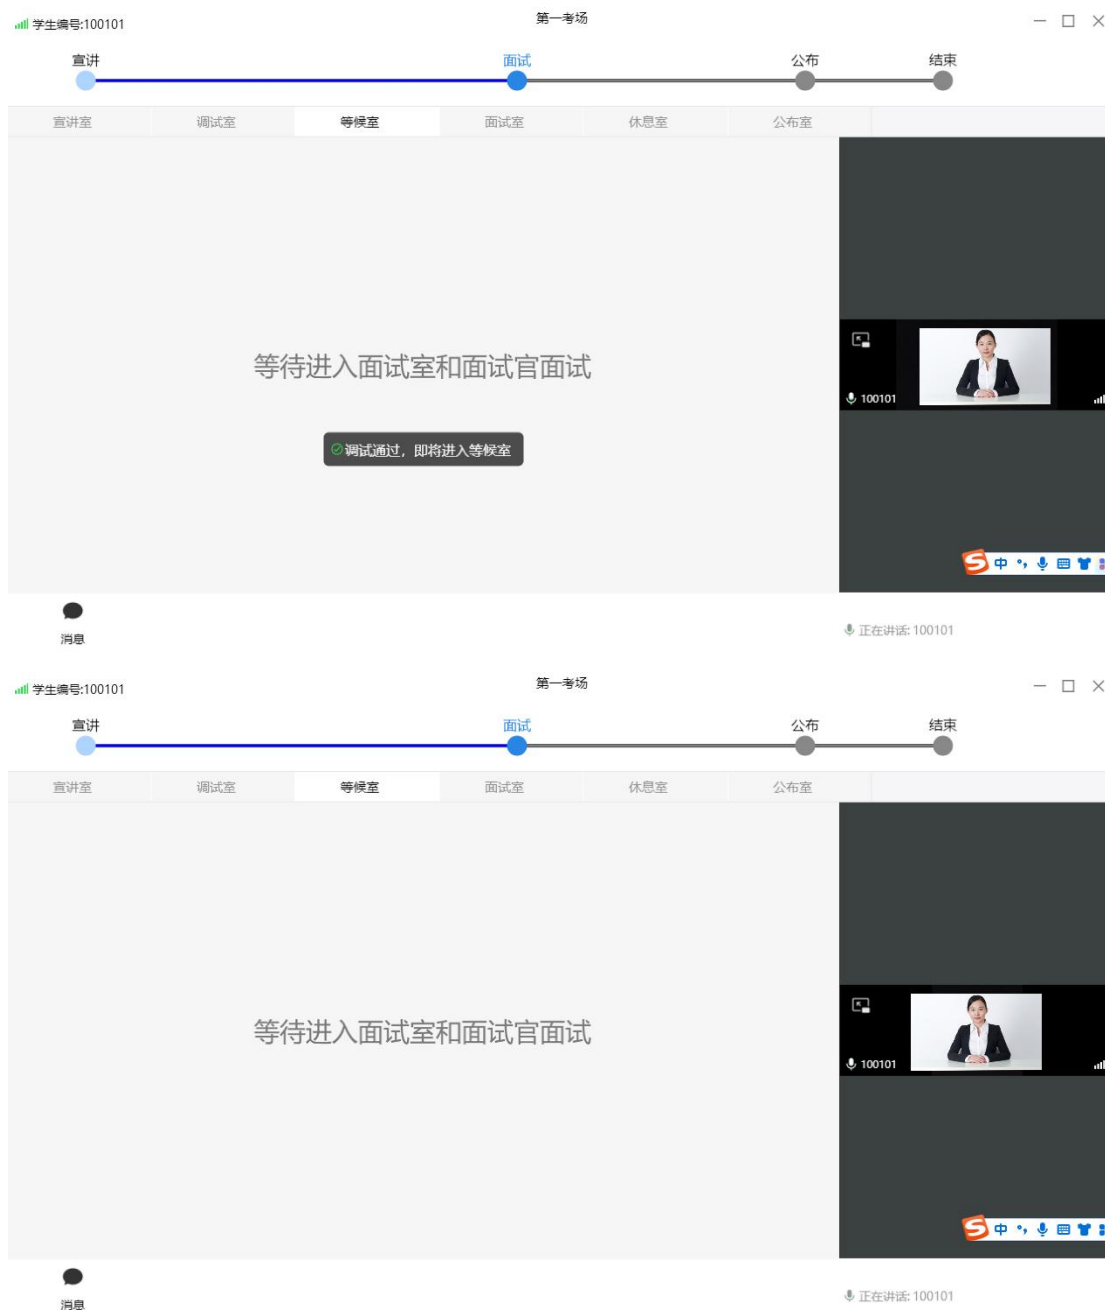 学生编号:100101
第一考场
宣讲
面试
公布
结束
宣讲室
调试室
等候室
面试室
休息室
公布室
等待进入面试室和面试官面试
100101
调试通过，即将进入等候室
S 中
消息
正在讲话: 100101
学生编号:100101
第一考场
宣讲
面试
公布
结束
宣讲室
调试室
等候室
面试室
休息室
公布室
等待进入面试室和面试官面试
100101
S 中
消息
正在讲话: 100101